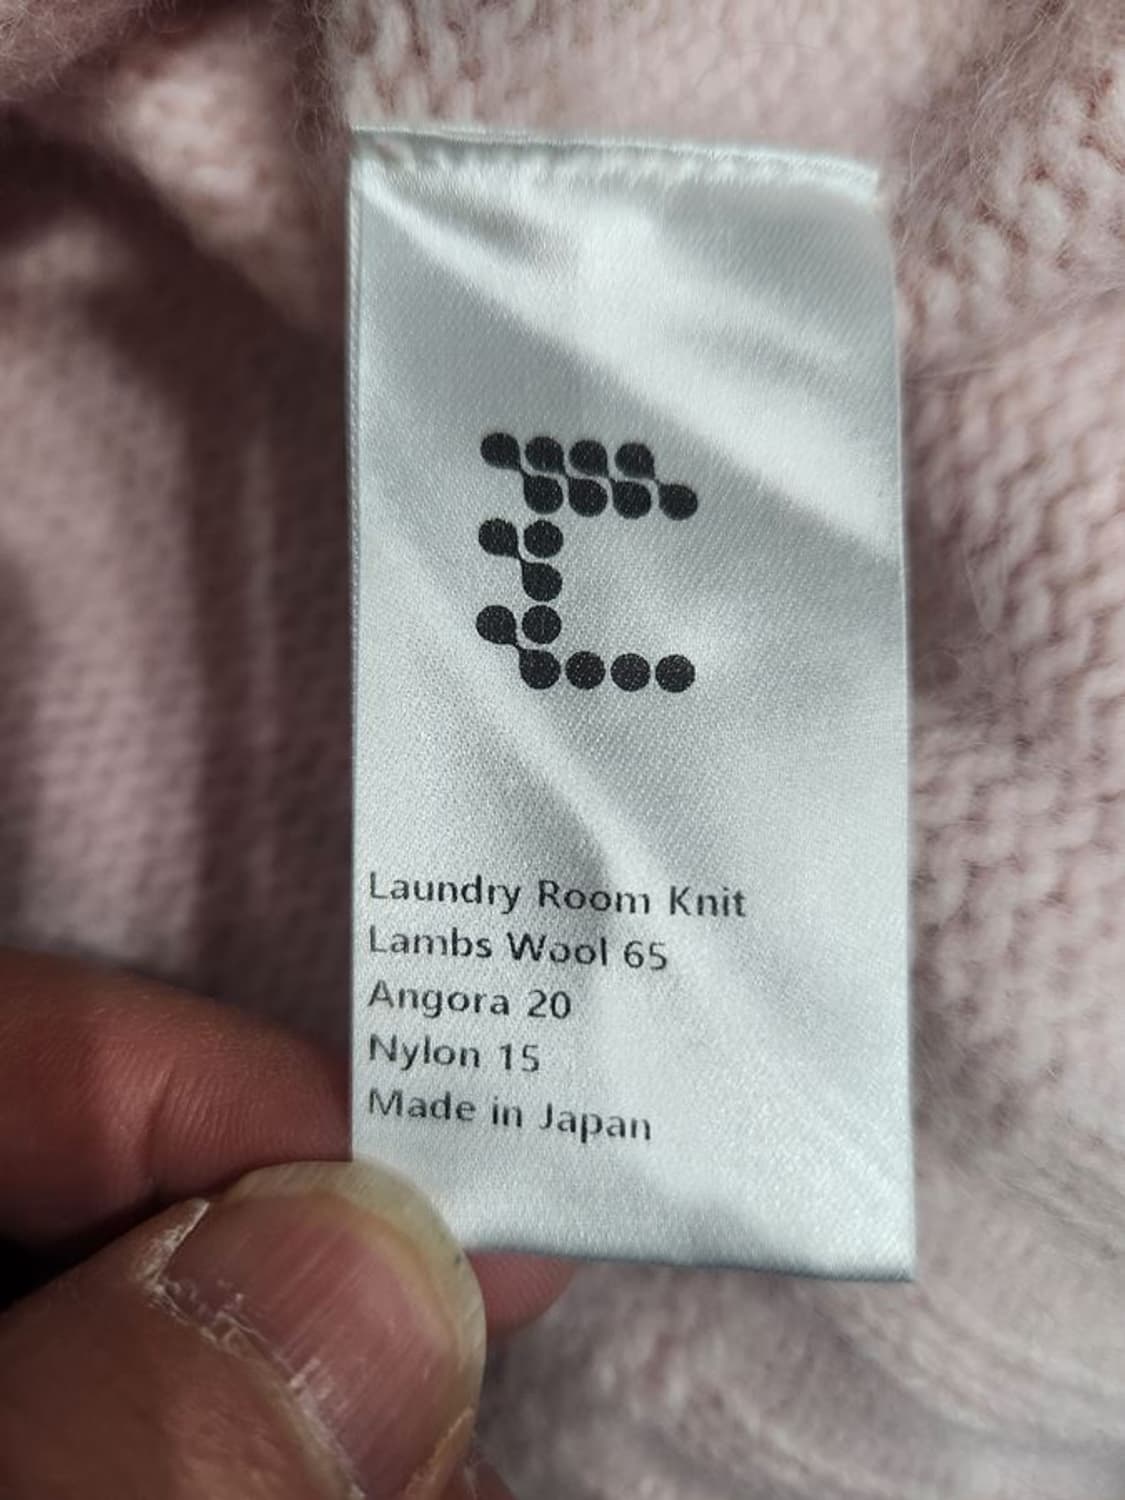 Laundry Room Knit
Lambs Wool 65
Angora 20
Nylon 15
Made in Japan